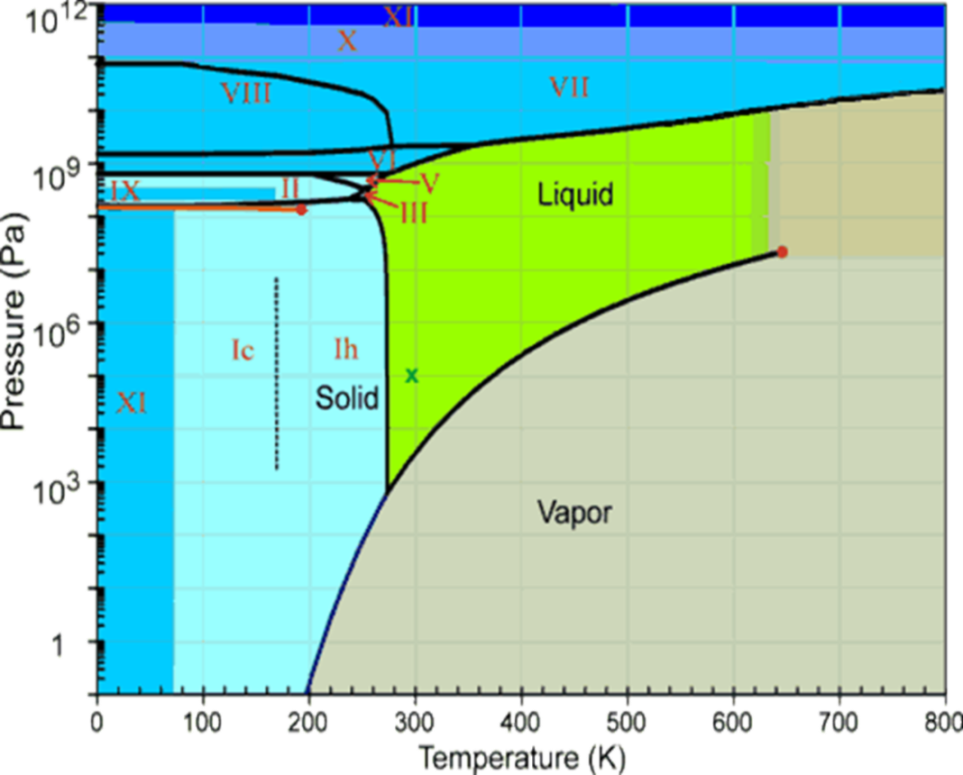 10¹²
XI
X
VIII
VII
VI
10⁹
IX
II
V
Liquid
III
Pressure (Pa)
10⁶
Ic
Ih
x
Solid
XI
10³
Vapor
1
0 100 200 300 400 500 600 700 800
Temperature (K)